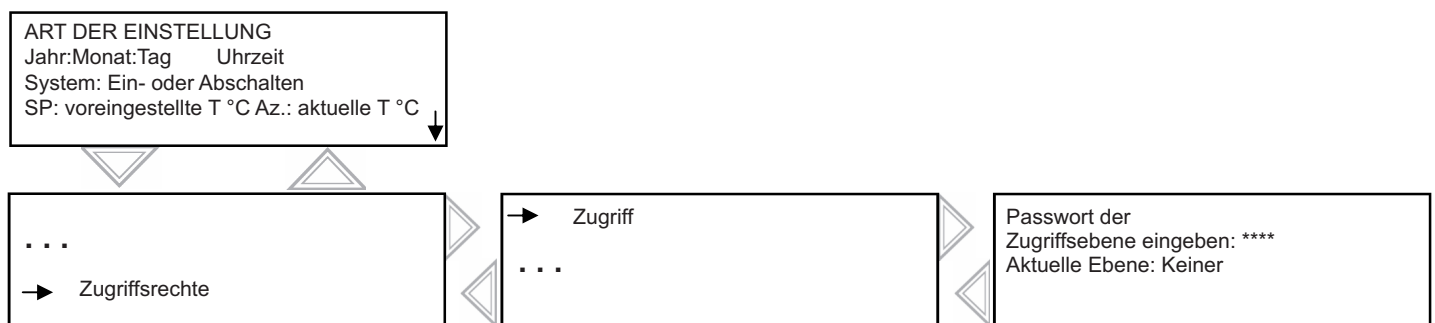 ART DER EINSTELLUNG
Jahr:Monat:Tag Uhrzeit
System: Ein- oder Abschalten
SP: voreingestellte T °C Az.: aktuelle T °C
. . .
Zugriffsrechte
Zugriff
. . .
Passwort der
Zugriffsebene eingeben: ****
Aktuelle Ebene: Keiner